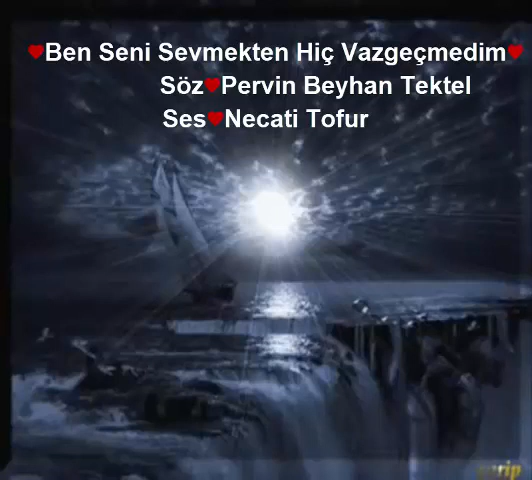 ♥Ben Seni Sevmekten Hiç Vazgeçmedim♥
Söz♥Pervin Beyhan Tektel
Ses♥Necati Tofur